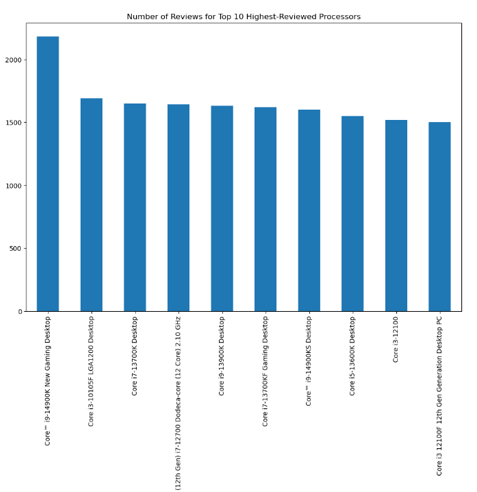 Number of Reviews for Top 10 Highest-Reviewed Processors
2000
1500
1000
500
0
Core™ i9-14900K New Gaming Desktop
Core i3-10105F LGA1200 Desktop
Core i7-13700K Desktop
(12th Gen) i7-12700 Dodeca-core (12 Core) 2.10 GHz
Core i9-13900K Desktop
Core i7-13700KF Gaming Desktop
Core™ i9-14900KS Desktop
Core i5-13600K Desktop
Core i3-12100
Core i3 12100F 12th Gen Generation Desktop PC